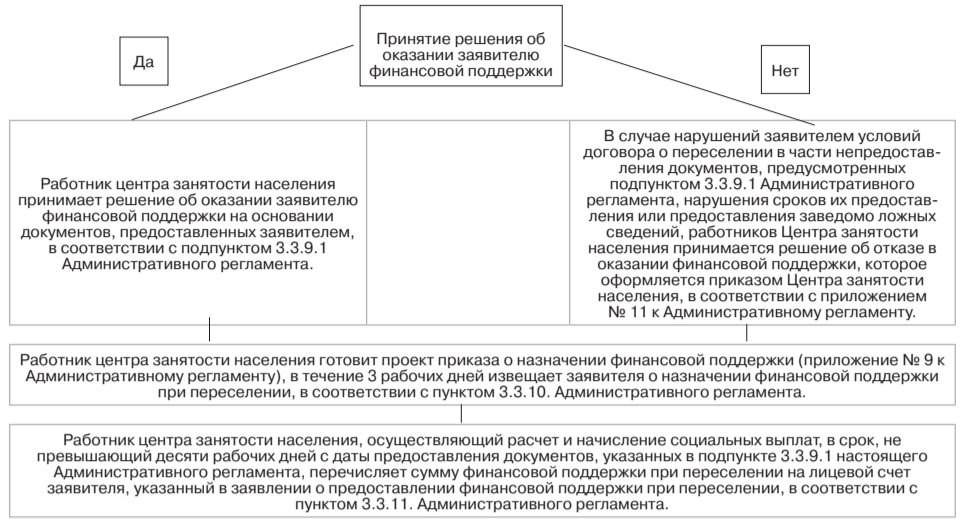 Принятие решения об
оказании заявителю
финансовой поддержки
Да
Нет
Работник центра занятости населения
принимает решение об оказании заявителю
финансовой поддержки на основании
документов, предоставленных заявителем,
в соответствии с подпунктом 3.3.9.1
Административного регламента.
В случае нарушений заявителем условий
договора о переселении в части непредостав-
ления документов, предусмотренных
подпунктом 3.3.9.1 Административного
регламента, нарушения сроков их предостав-
ления или предоставления заведомо ложных
сведений, работников Центра занятости
населения принимается решение об отказе в
оказании финансовой поддержки, которое
оформляется приказом Центра занятости
населения, в соответствии с приложением
№ 11 к Административному регламенту.
Работник центра занятости населения готовит проект приказа о назначении финансовой поддержки (приложение № 9 к
Административному регламенту), в течение 3 рабочих дней извещает заявителя о назначении финансовой поддержки
при переселении, в соответствии с пунктом 3.3.10. Административного регламента.
Работник центра занятости населения, осуществляющий расчет и начисление социальных выплат, в срок, не
превышающий десяти рабочих дней с даты предоставления документов, указанных в подпункте 3.3.9.1 настоящего
Административного регламента, перечисляет сумму финансовой поддержки при переселении на лицевой счет
заявителя, указанный в заявлении о предоставлении финансовой поддержки при переселении, в соответствии с
пунктом 3.3.11. Административного регламента.